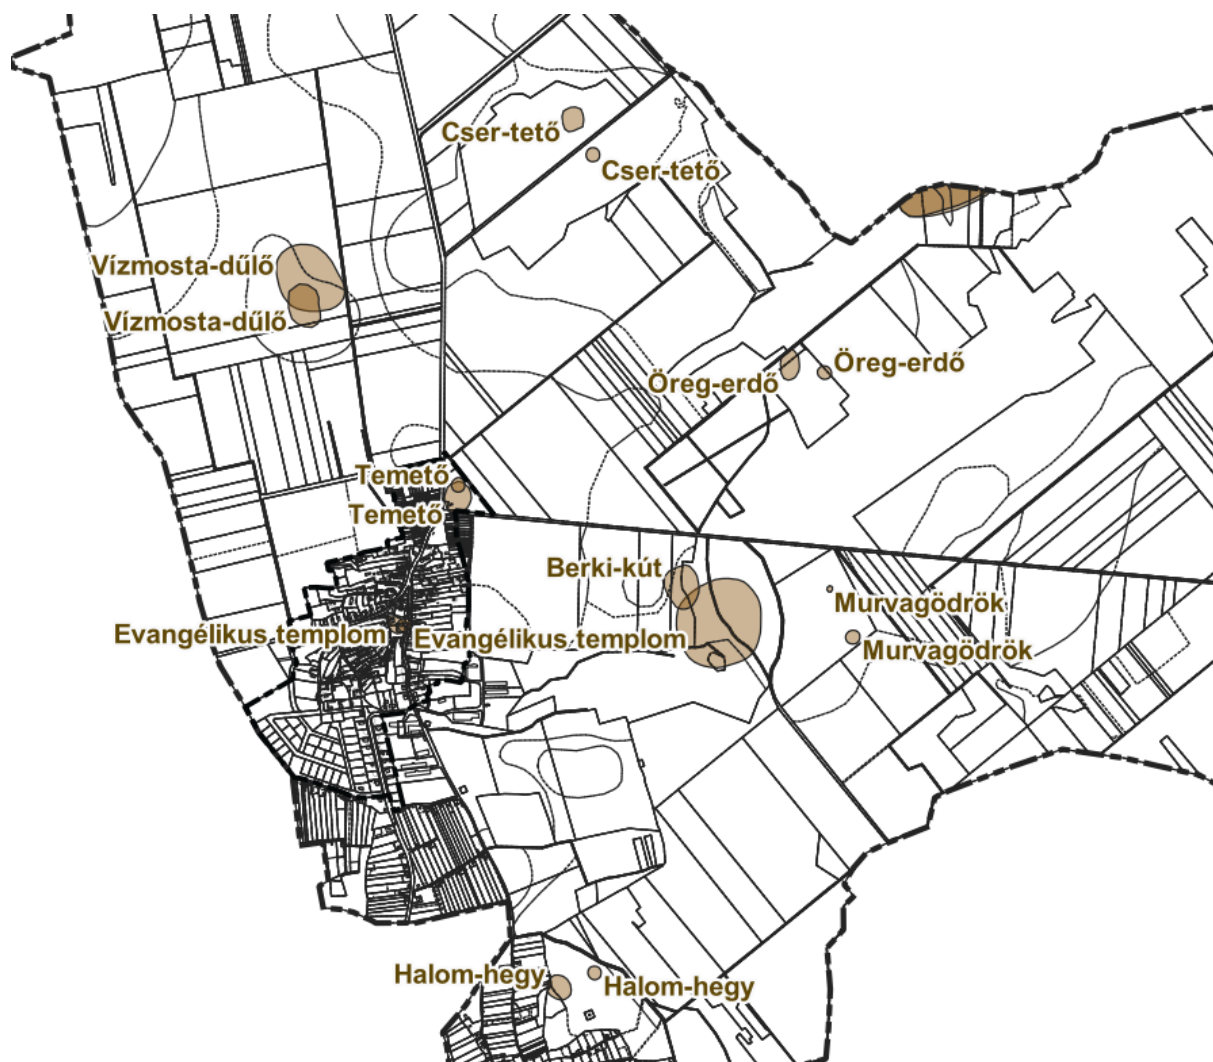 Cser-tető
Cser-tető
Vízmosta-dűlő
Vízmosta-dűlő
Öreg-erdő
Öreg-erdő
Temető
Temető
Berki-kút
Murvagödrök
Evangélikus templom
Evangélikus templom
Murvagödrök
Halom-hegy
Halom-hegy